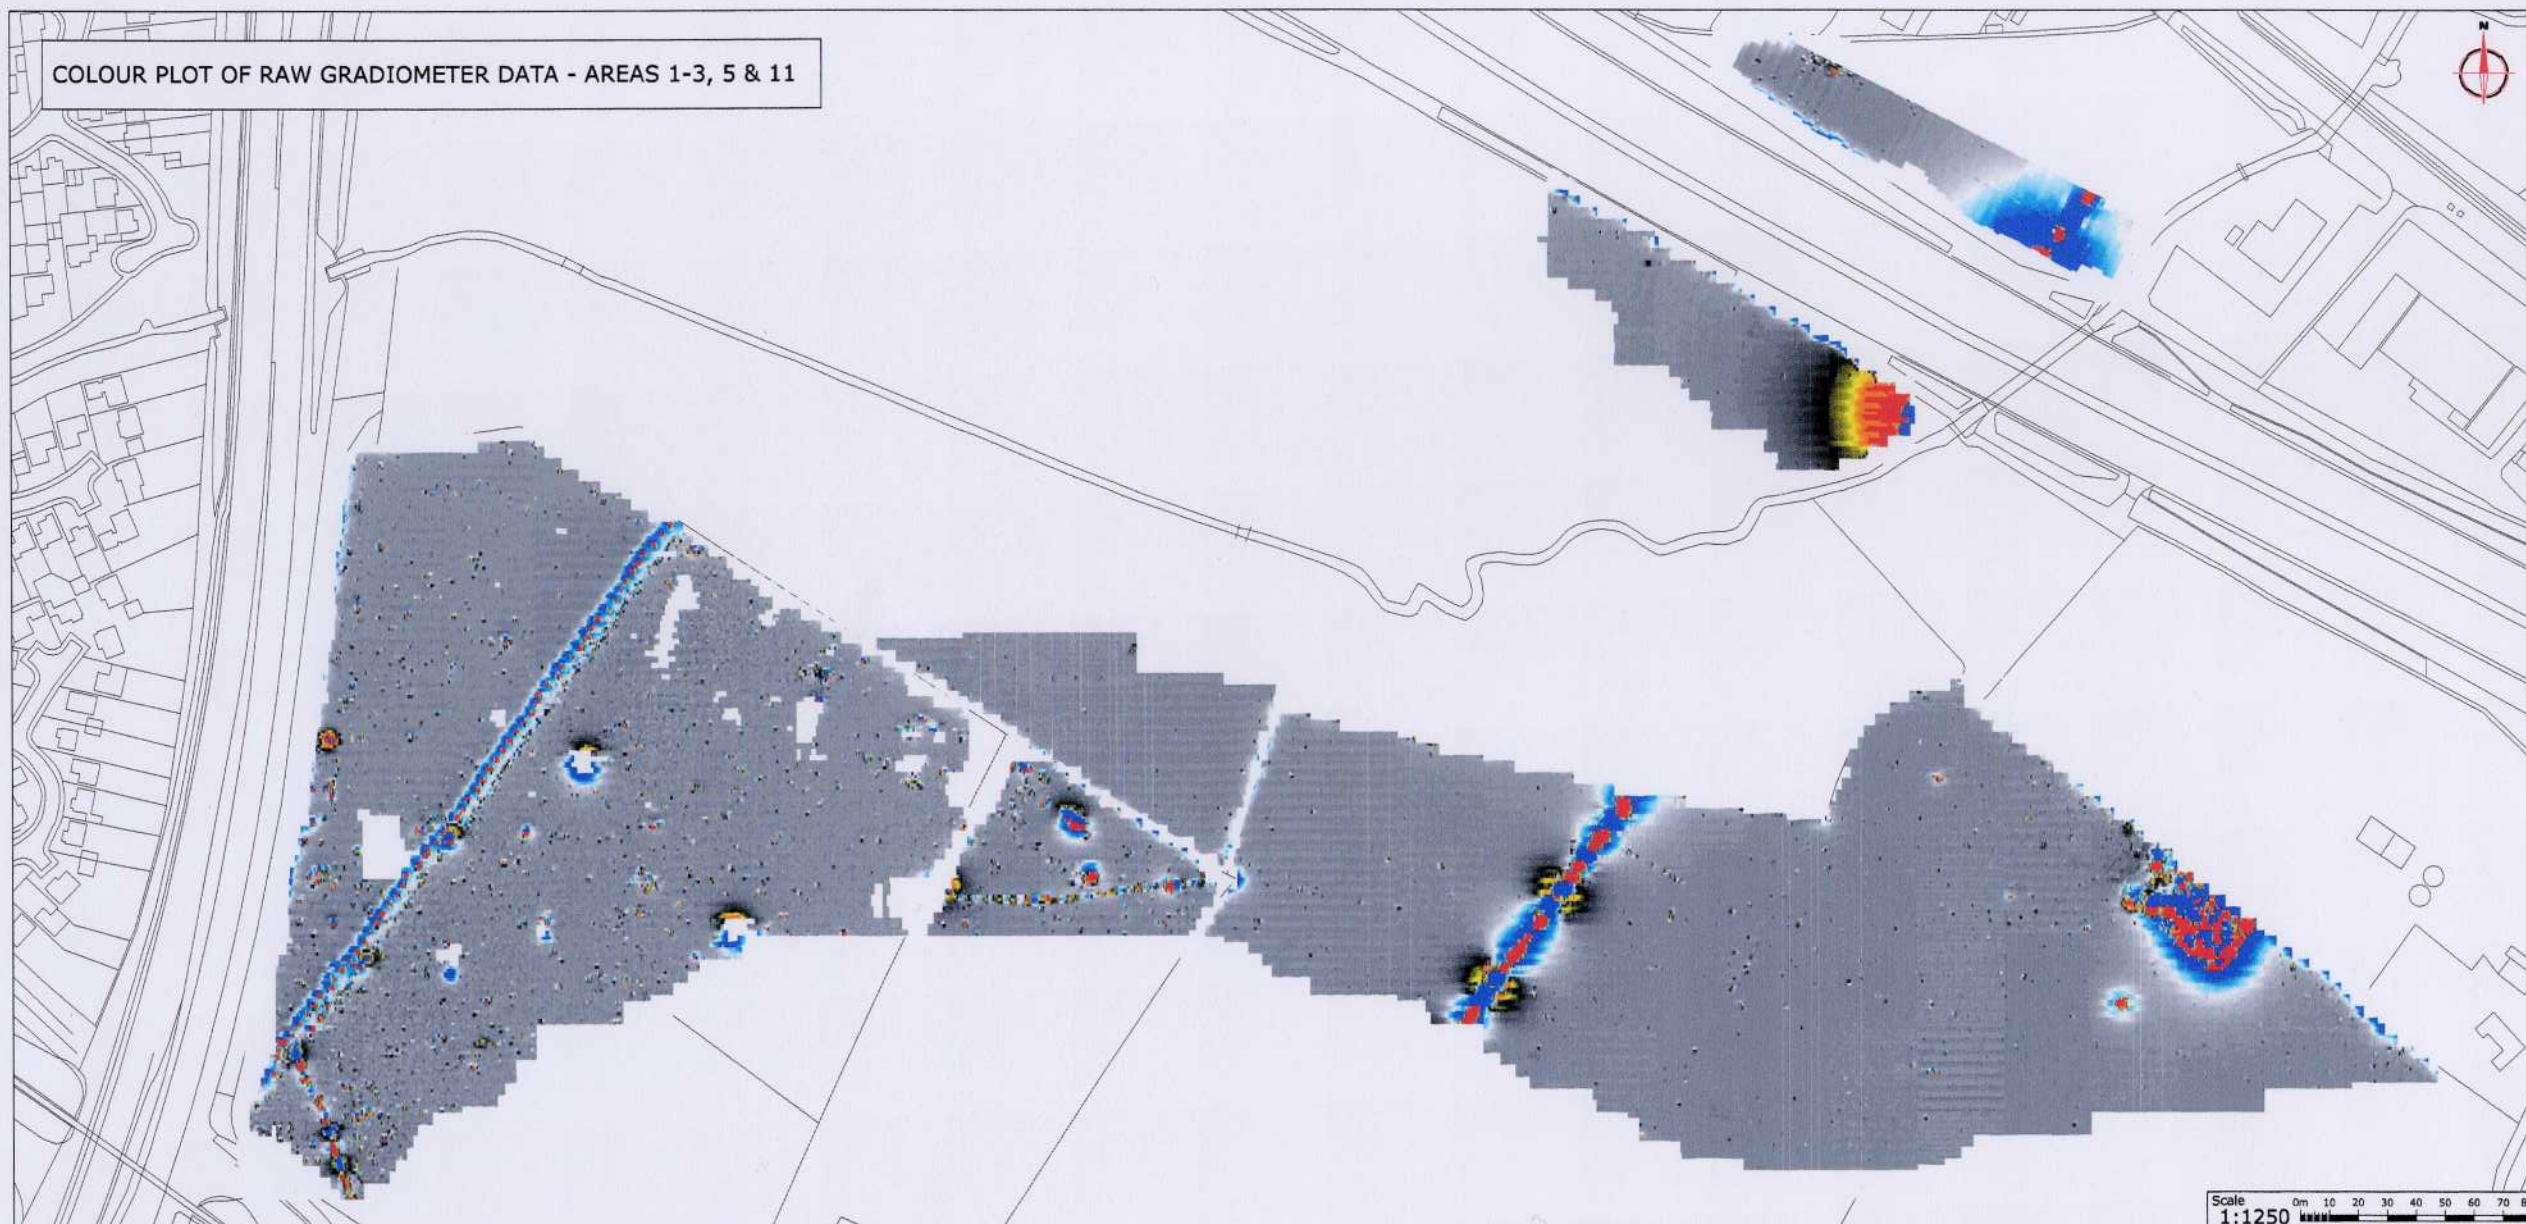 COLOUR PLOT OF RAW GRADIOMETER DATA - AREAS 1-3, 5 & 11
N
Scale
1:1250
0m 10 20 30 40 50 60 70